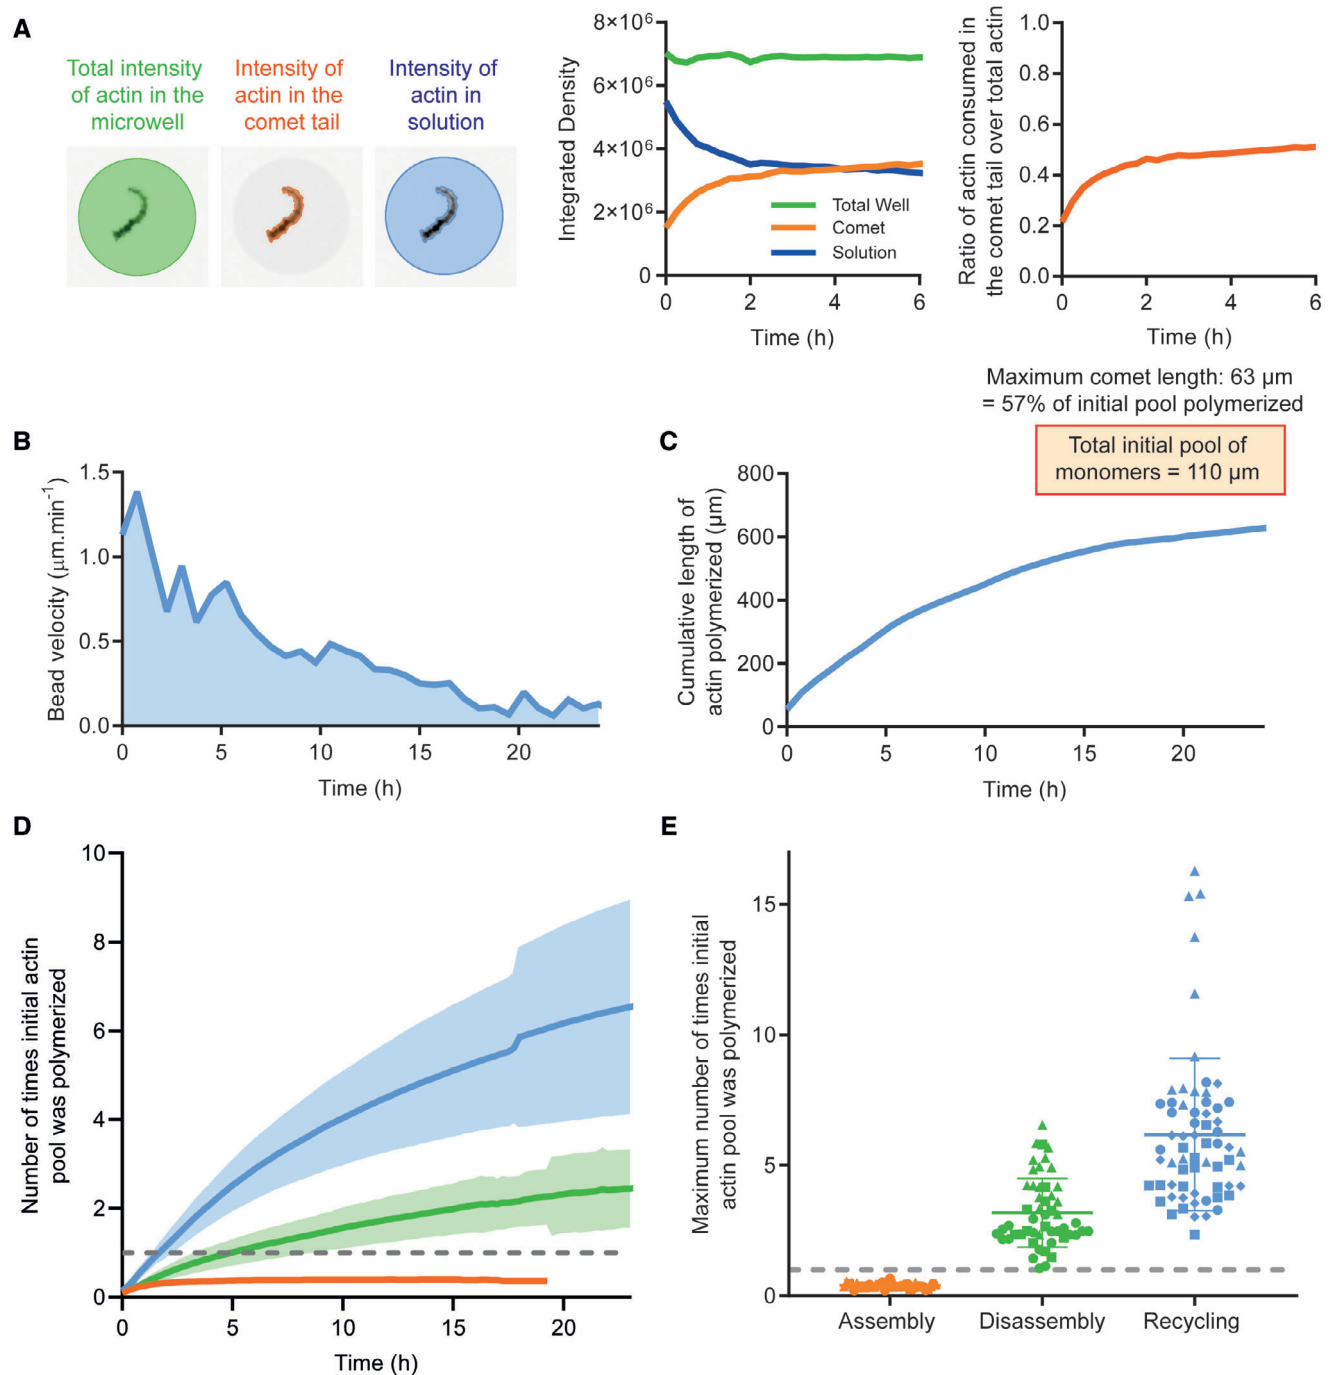 A
Total intensity
of actin in the
microwell
Intensity of
actin in the
comet tail
Intensity of
actin in
solution
Integrated Density
8×10⁶
6×10⁶
4×10⁶
2×10⁶
0
Total Well
Comet
Solution
0 2 4 6
Time (h)
Ratio of actin consumed in
the comet tail over total actin
1.0
0.8
0.6
0.4
0.2
0.0
0 2 4 6
Time (h)
Maximum comet length: 63 µm
= 57% of initial pool polymerized
Total initial pool of
monomers = 110 µm
B
Bead velocity (µm.min⁻¹)
1.5
1.0
0.5
0.0
0 5 10 15 20
Time (h)
C
Cumulative length of
actin polymerized (µm)
800
600
400
200
0
0 5 10 15 20
Time (h)
D
Number of times initial actin
pool was polymerized
10
8
6
4
2
0
0 5 10 15 20
Time (h)
E
Maximum number of times initial
actin pool was polymerized
15
10
5
0
Assembly Disassembly Recycling